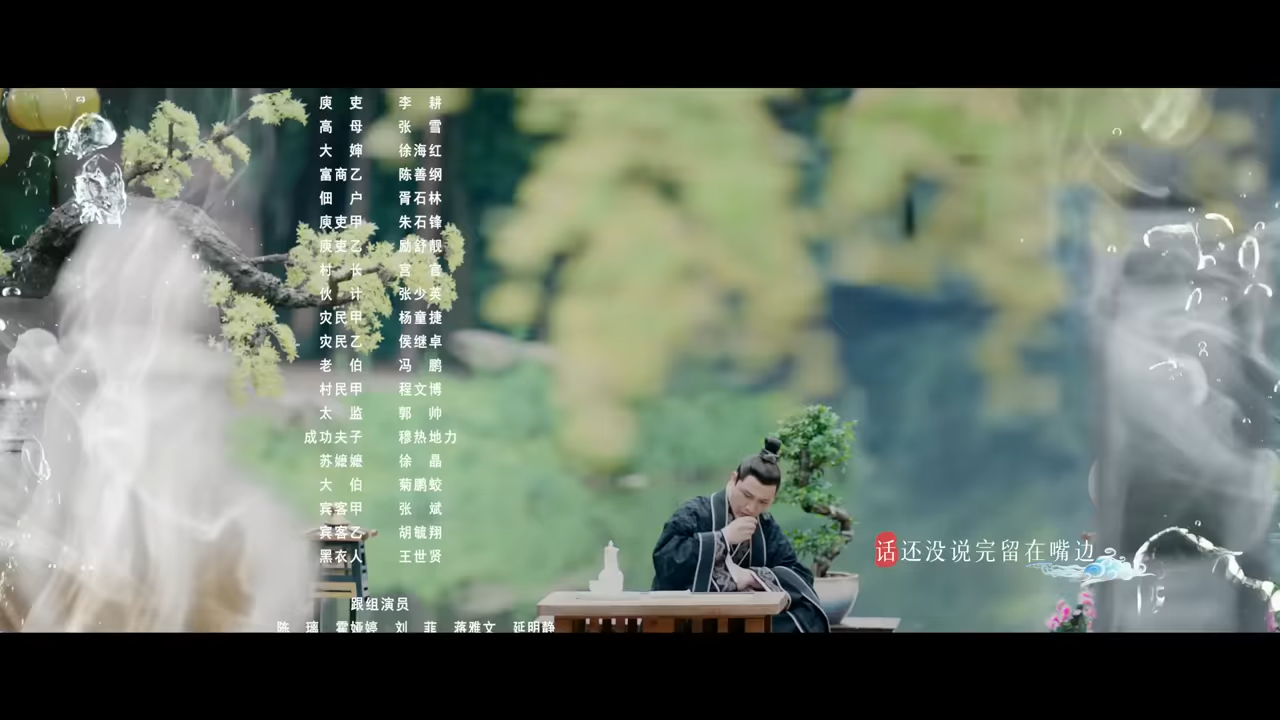 庾 吏 李 耕
高 母 张 雪
大 婶 徐海红
富商乙 陈善纲
佃 户 胥石林
庾吏甲 朱石锋
庾吏乙 励舒靓
村 长 宫 官
伙 计 张少英
灾民甲 杨童捷
灾民乙 侯继卓
老 伯 冯 鹏
村民甲 程文博
太 监 郭 帅
成功夫子 穆热地力
苏嬷嬷 徐 晶
大 伯 菊鹏蛟
宾客甲 张 斌
宾客乙 胡毓翔
黑衣人 王世贤
话还没说完留在嘴边
跟组演员
陈 璃 霍娅婷 刘 菲 蒋雅文 延明静